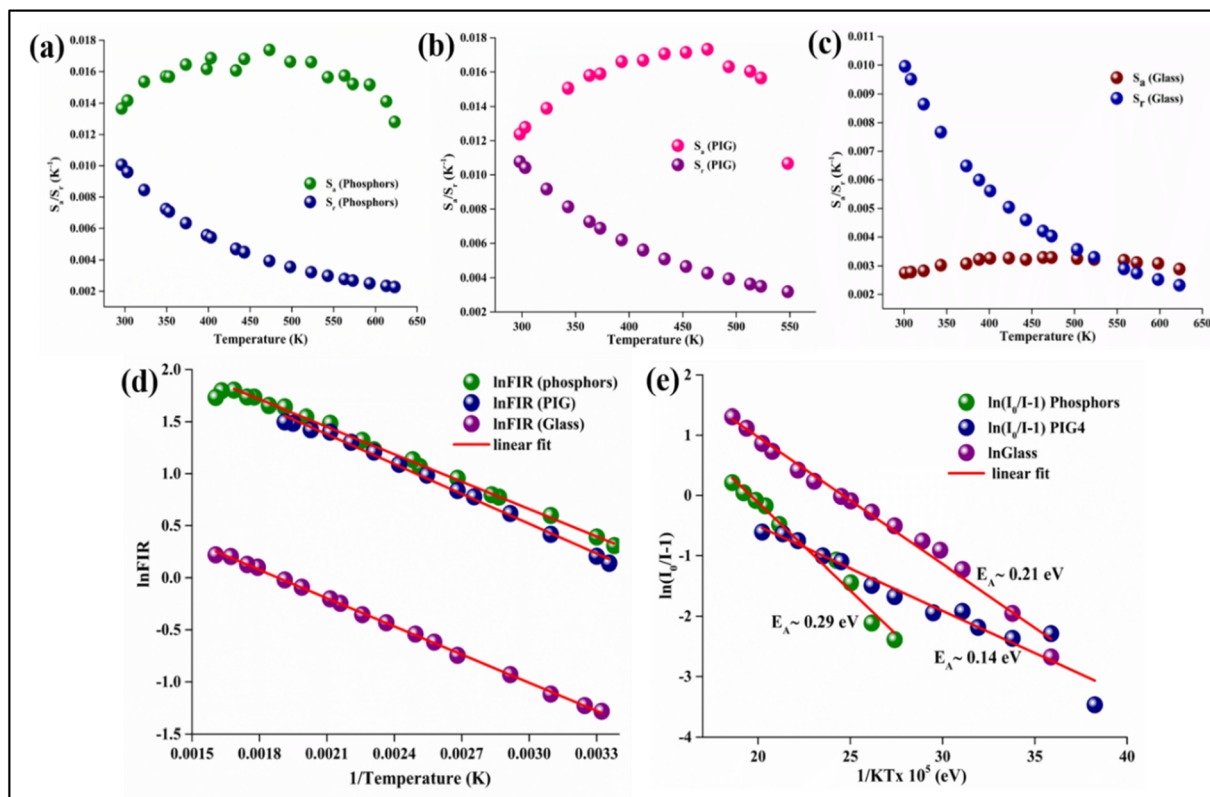 (a)
0.018
0.016
0.014
0.012
0.010
0.008
0.006
0.004
0.002
Sa/Sr (K-1)
Sa (Phosphors)
Sr (Phosphors)
300 350 400 450 500 550 600 650
Temperature (K)
(b)
0.018
0.016
0.014
0.012
0.010
0.008
0.006
0.004
0.002
Sa/Sr (K-1)
Sa (PIG)
Sr (PIG)
300 350 400 450 500 550
Temperature (K)
(c)
0.011
0.010
0.009
0.008
0.007
0.006
0.005
0.004
0.003
0.002
Sa/Sr (K-1)
Sa (Glass)
Sr (Glass)
300 350 400 450 500 550 600 650
Temperature (K)
(d)
2.0
1.5
1.0
0.5
0.0
-0.5
-1.0
-1.5
lnFIR
lnFIR (phosphors)
lnFIR (PIG)
lnFIR (Glass)
linear fit
0.0015 0.0018 0.0021 0.0024 0.0027 0.0030 0.0033
1/Temperature (K)
(e)
2
1
0
-1
-2
-3
-4
ln(I0/I-1)
ln(I0/I-1) Phosphors
ln(I0/I-1) PIG4
lnGlass
linear fit
EA~ 0.21 eV
EA~ 0.29 eV
EA~ 0.14 eV
20 25 30 35 40
1/KTx 10⁵ (eV)